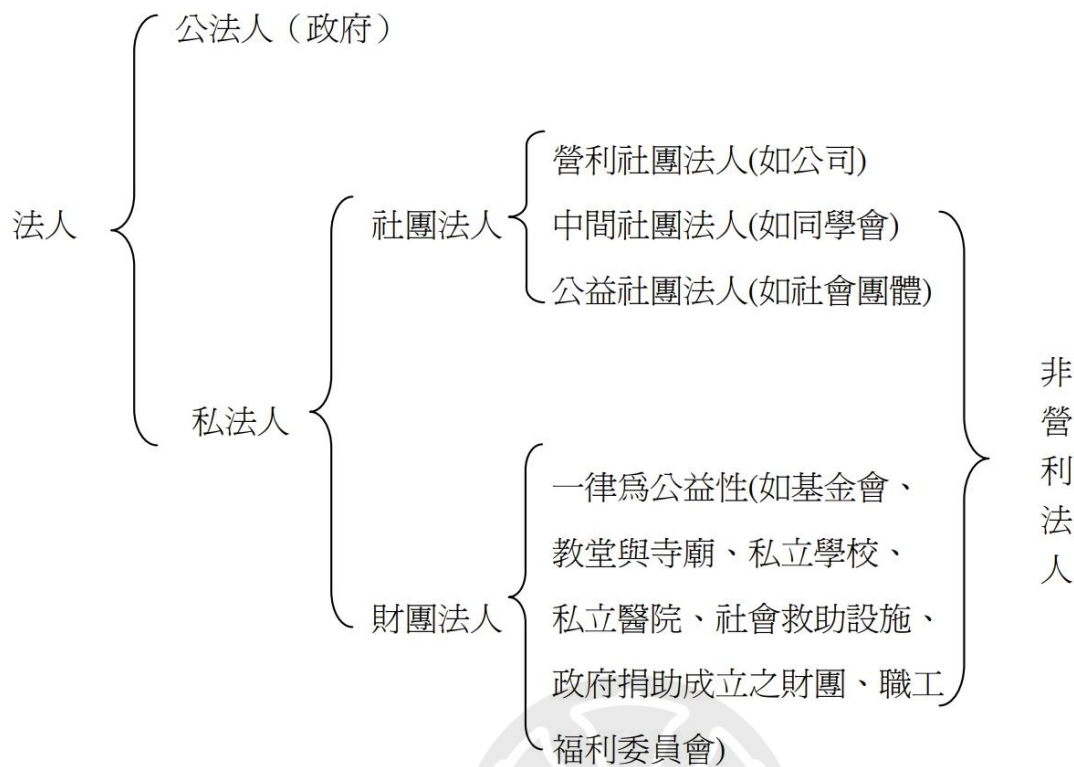 公法人（政府）
法人
私法人
社團法人
營利社團法人(如公司)
中間社團法人(如同學會)
公益社團法人(如社會團體)
財團法人
一律為公益性(如基金會、
教堂與寺廟、私立學校、
私立醫院、社會救助設施、
政府捐助成立之財團、職工
福利委員會)
非營利法人